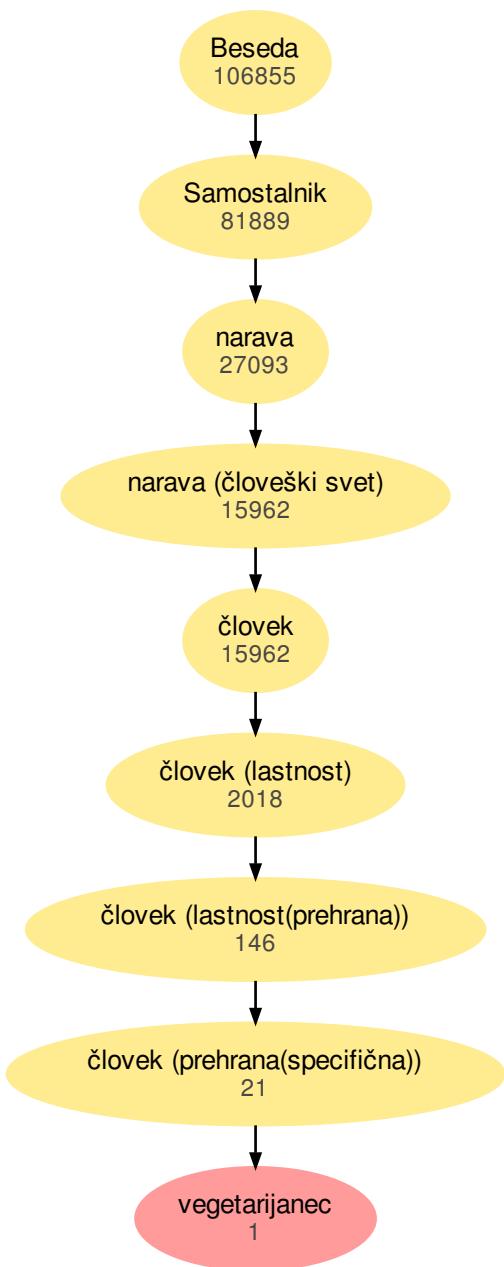 Beseda
106855
Samostalnik
81889
narava
27093
narava (človeški svet)
15962
človek
15962
človek (lastnost)
2018
človek (lastnost(prehrana))
146
človek (prehrana(specifična))
21
vegetarijanec
1